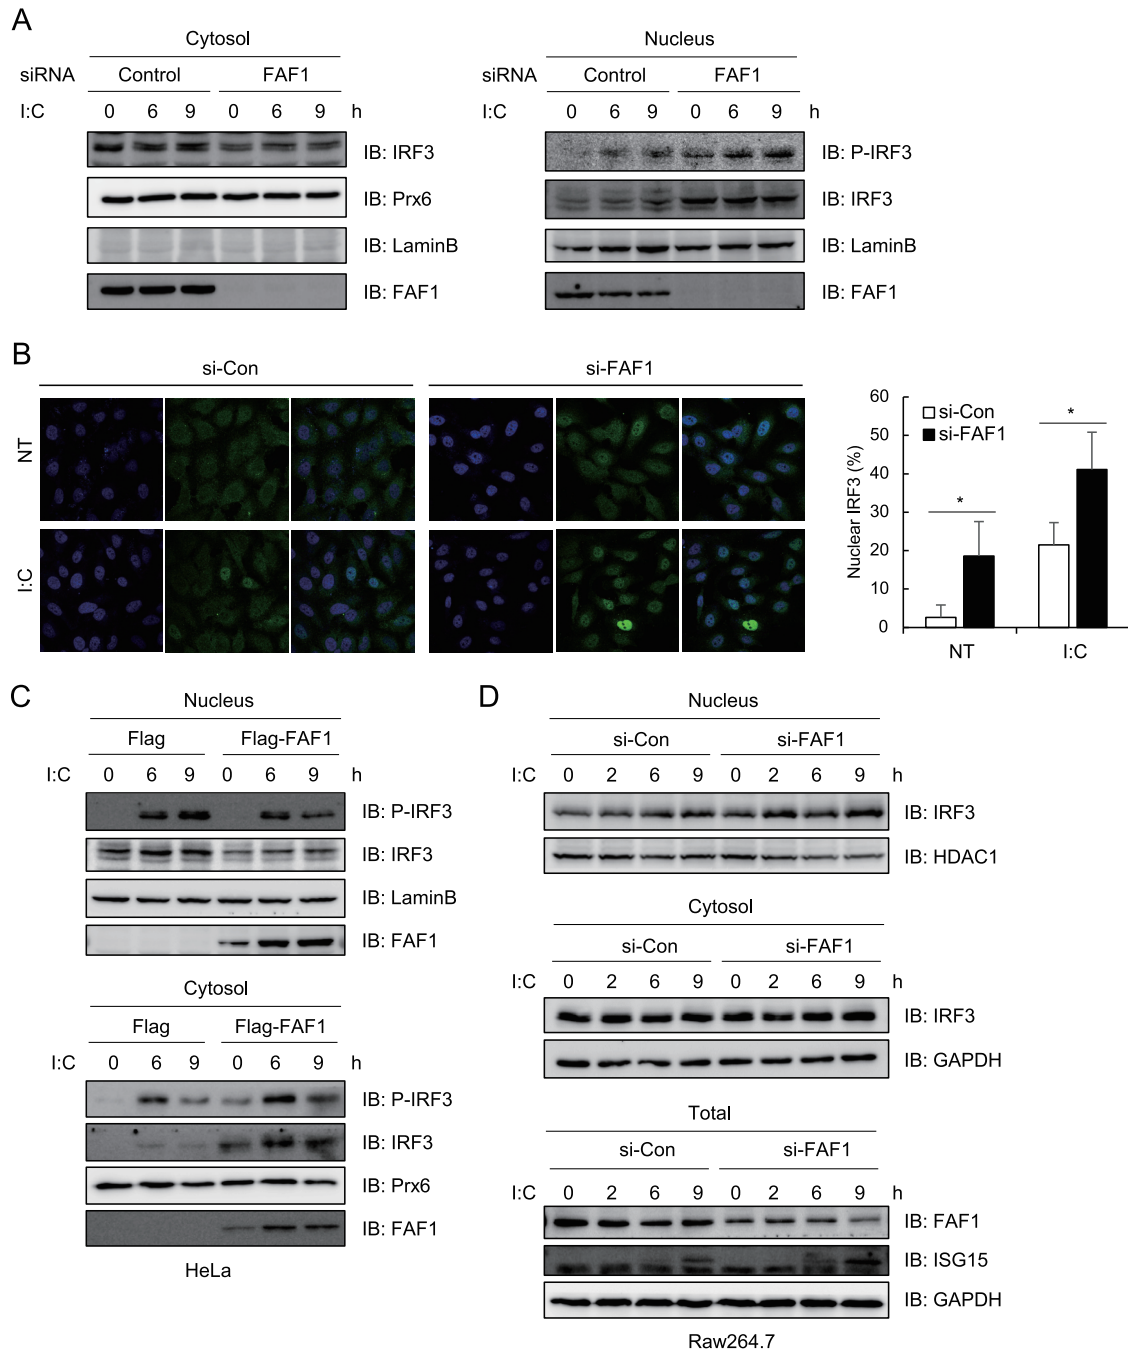 A
Cytosol
siRNA Control FAF1
I:C 0 6 9 0 6 9 h
IB: IRF3
IB: Prx6
IB: LaminB
IB: FAF1
Nucleus
siRNA Control FAF1
I:C 0 6 9 0 6 9 h
IB: P-IRF3
IB: IRF3
IB: LaminB
IB: FAF1
B
si-Con si-FAF1
NT
I:C
Nuclear IRF3 (%)
60
50
40
30
20
10
0
si-Con
si-FAF1
*
*
NT I:C
C
Nucleus
Flag Flag-FAF1
I:C 0 6 9 0 6 9 h
IB: P-IRF3
IB: IRF3
IB: LaminB
IB: FAF1
Cytosol
Flag Flag-FAF1
I:C 0 6 9 0 6 9 h
IB: P-IRF3
IB: IRF3
IB: Prx6
IB: FAF1
HeLa
D
Nucleus
si-Con si-FAF1
I:C 0 2 6 9 0 2 6 9 h
IB: IRF3
IB: HDAC1
Cytosol
si-Con si-FAF1
I:C 0 2 6 9 0 2 6 9 h
IB: IRF3
IB: GAPDH
Total
si-Con si-FAF1
I:C 0 2 6 9 0 2 6 9 h
IB: FAF1
IB: ISG15
IB: GAPDH
Raw264.7